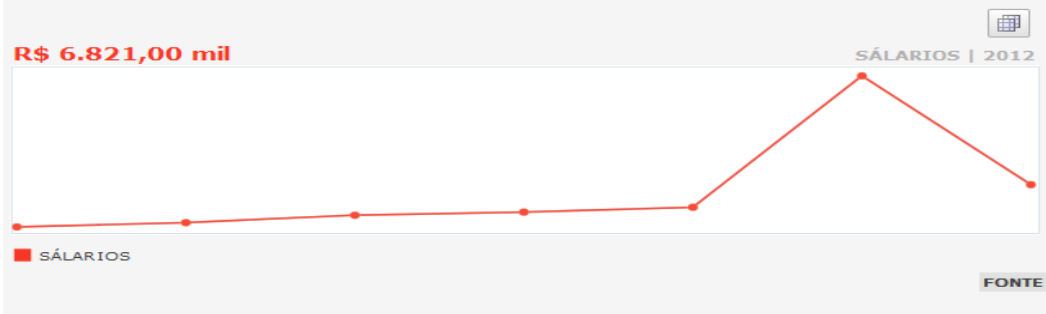 R$ 6.821,00 mil
SÁLARIOS | 2012
SÁLARIOS
FONTE